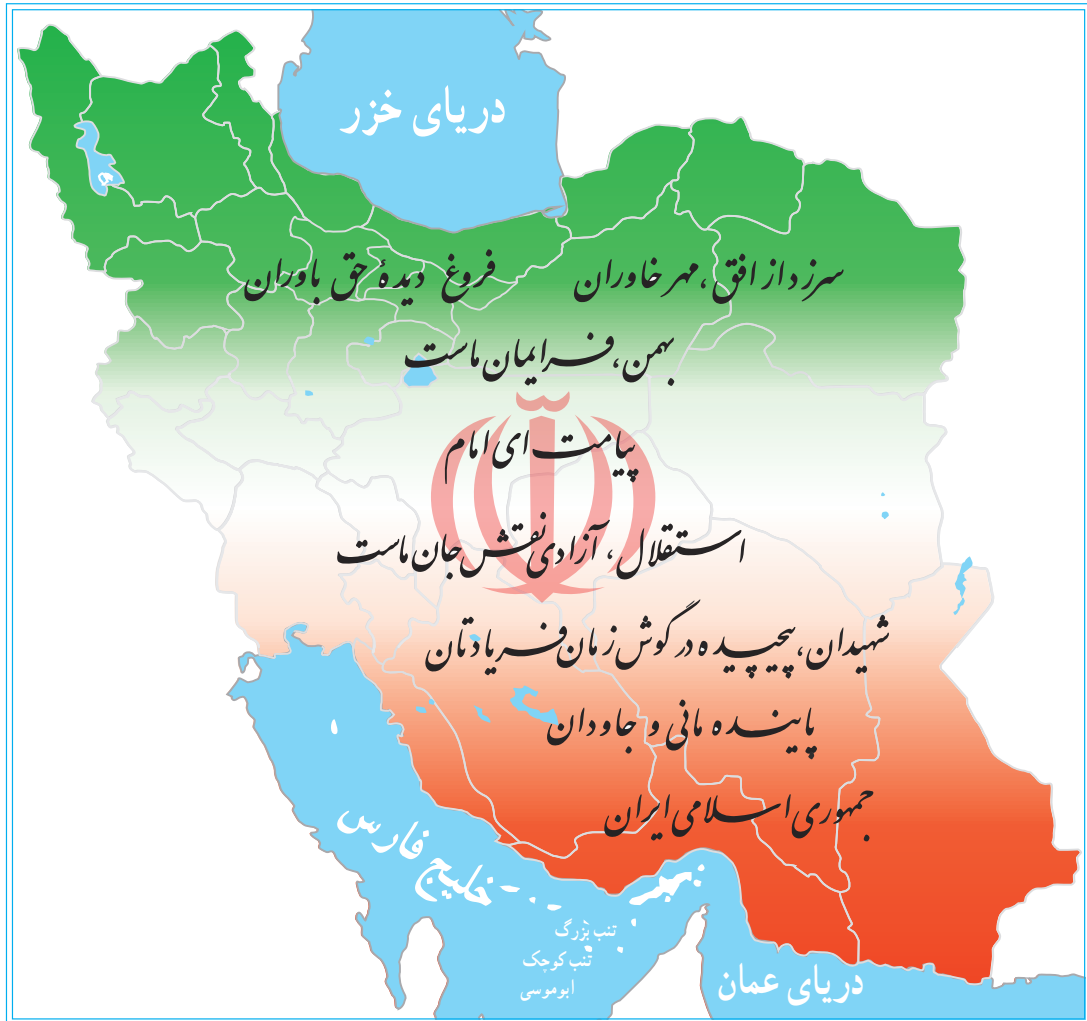 دریای خزر
سر زد از افق، مهر خاوران    فروغ دیدهٔ حق باوران
بهمن، فر ایمان ماست
پیامت ای امام
استقلال، آزادی نقش جان ماست
شهیدان، پیچیده در گوش زمان فریادتان
پاینده مانی و جاودان
جمهوری اسلامی ایران
خلیج فارس
تنب بزرگ
تنب کوچک
ابوموسی
دریای عمان